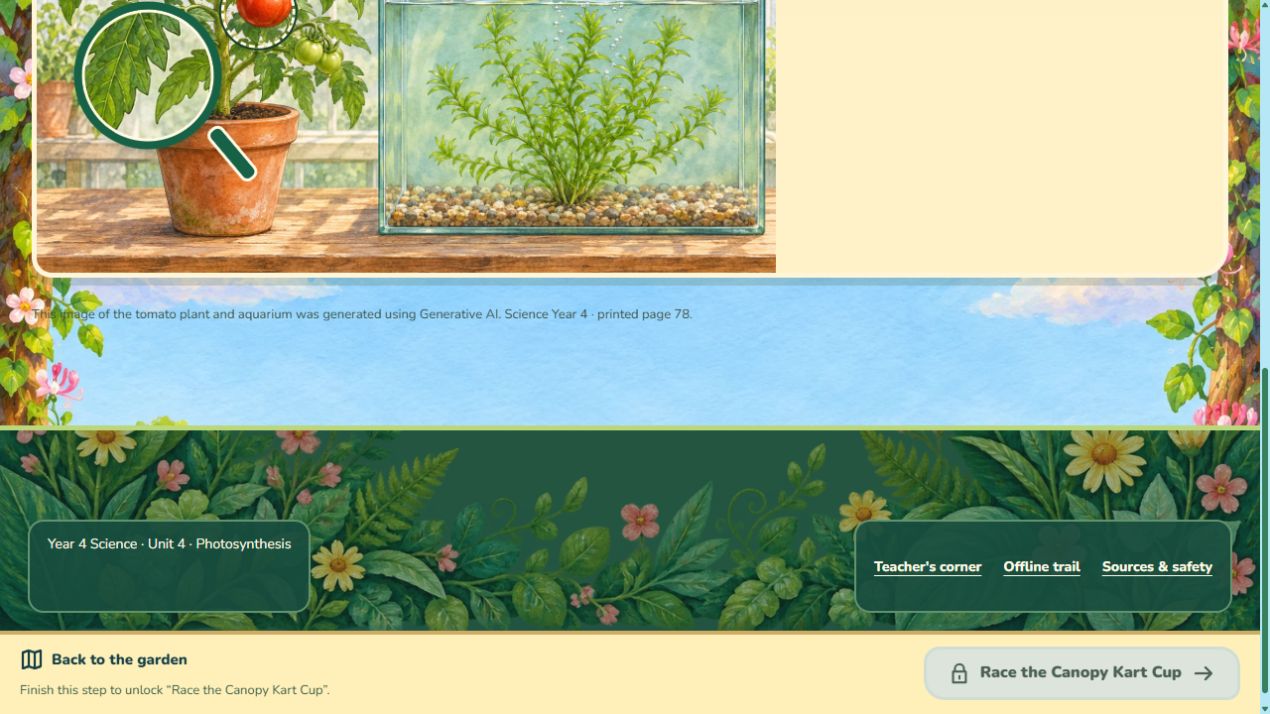 This image of the tomato plant and aquarium was generated using Generative AI. Science Year 4 · printed page 78.
Year 4 Science · Unit 4 · Photosynthesis
Teacher's corner
Offline trail
Sources & safety
Back to the garden
Finish this step to unlock “Race the Canopy Kart Cup”.
Race the Canopy Kart Cup